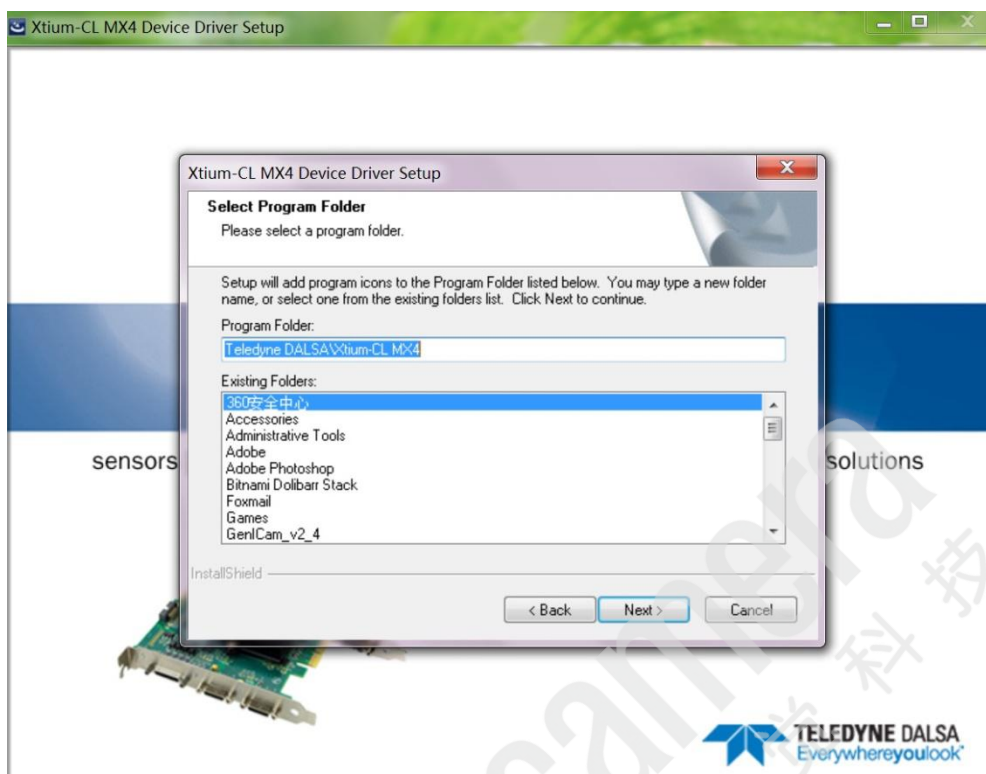 Xtium-CL MX4 Device Driver Setup
Xtium-CL MX4 Device Driver Setup
Select Program Folder
Please select a program folder.
Setup will add program icons to the Program Folder listed below. You may type a new folder
name, or select one from the existing folders list. Click Next to continue.
Program Folder:
Teledyne DALSA\Xtium-CL MX4
Existing Folders:
360安全中心
Accessories
Administrative Tools
Adobe
Adobe Photoshop
Bitnami Dolibarr Stack
Foxmail
Games
GenICam_v2_4
sensors
solutions
InstallShield
< Back Next > Cancel
TELEDYNE DALSA
Everywhereyoulook
camera
科技